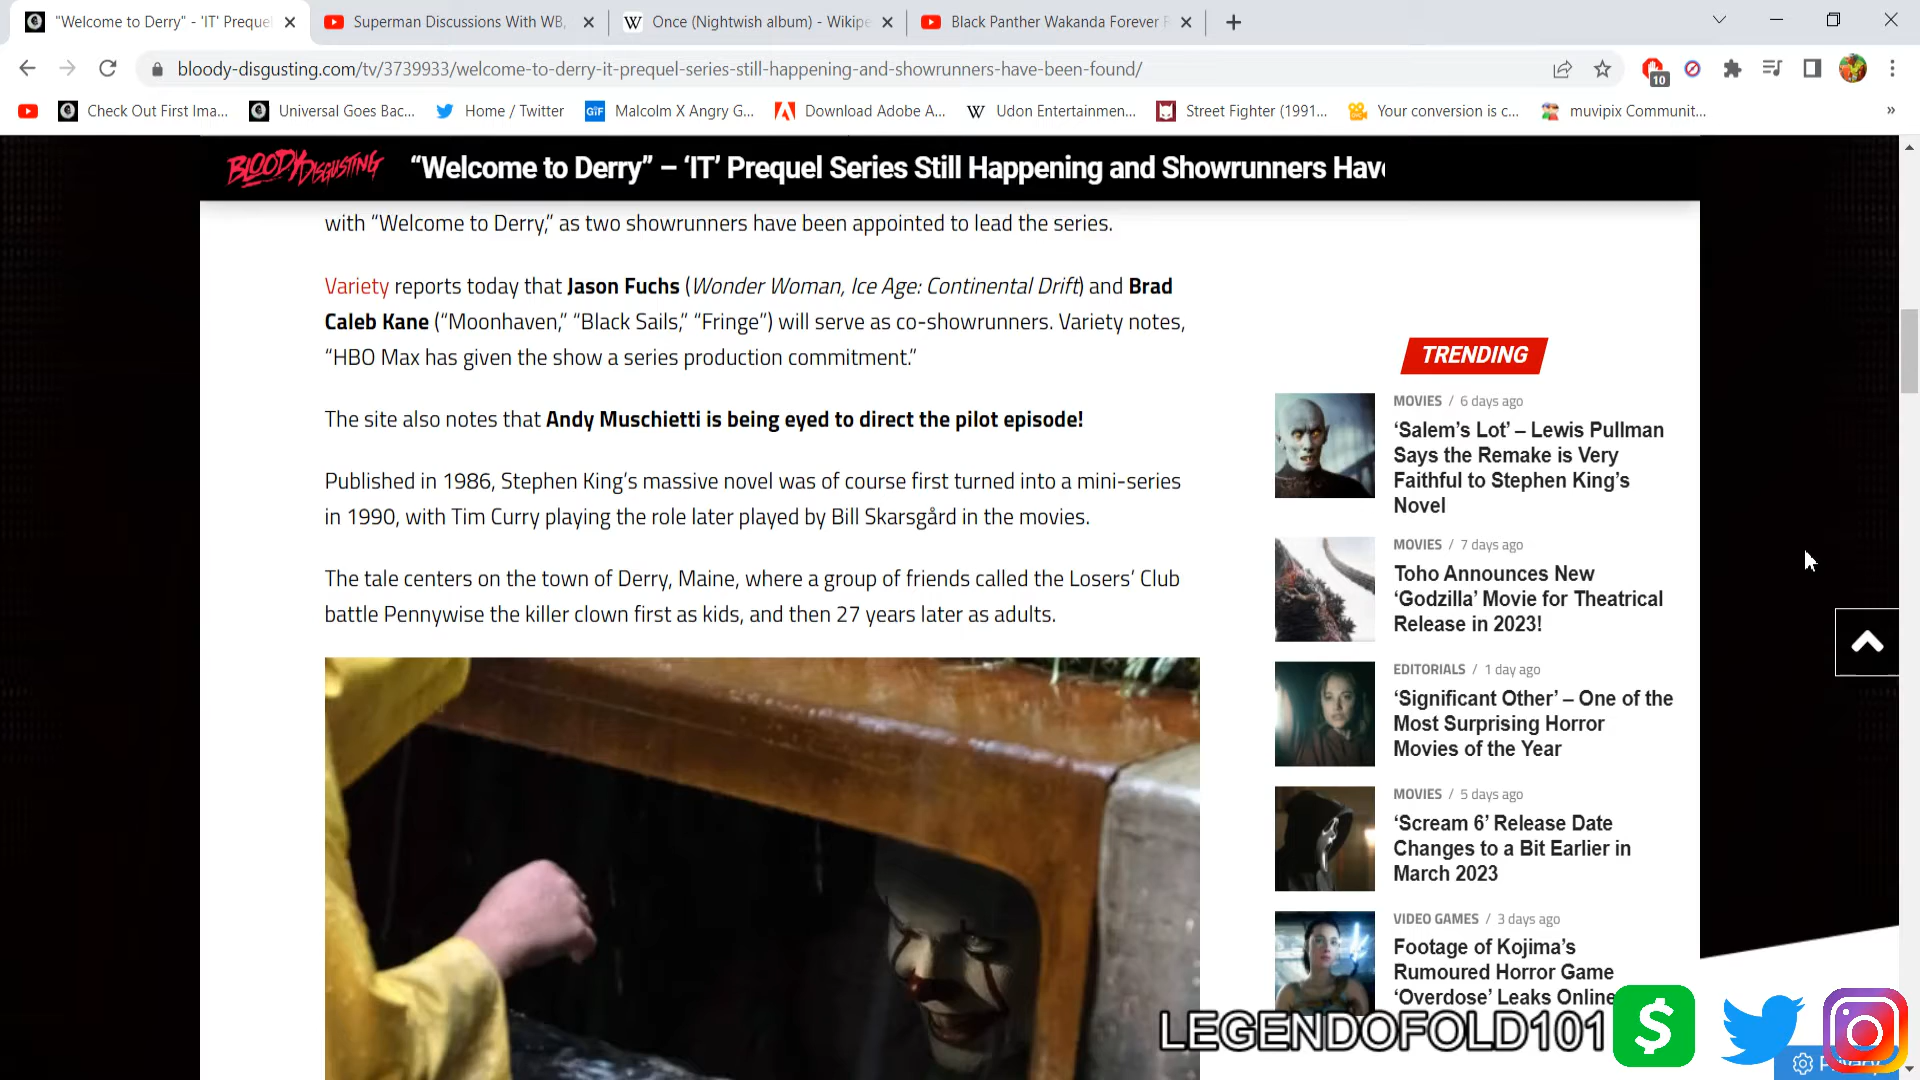 "Welcome to Derry" - 'IT' Preque
Superman Discussions With WB,
Once (Nightwish album) - Wikipe
Black Panther Wakanda Forever
bloody-disgusting.com/tv/3739933/welcome-to-derry-it-prequel-series-still-happening-and-showrunners-have-been-found/
10
Check Out First Ima...
Universal Goes Bac...
Home / Twitter
GIF
Malcolm X Angry G...
Download Adobe A...
Udon Entertainmen...
Street Fighter (1991...
Your conversion is c...
muvipix Communit...
»
BLOODY DISGUSTING
“Welcome to Derry” – ‘IT’ Prequel Series Still Happening and Showrunners Have
with “Welcome to Derry,” as two showrunners have been appointed to lead the series.
Variety reports today that Jason Fuchs (Wonder Woman, Ice Age: Continental Drift) and Brad
Caleb Kane (“Moonhaven,” “Black Sails,” “Fringe”) will serve as co-showrunners. Variety notes,
“HBO Max has given the show a series production commitment.”
The site also notes that Andy Muschietti is being eyed to direct the pilot episode!
Published in 1986, Stephen King’s massive novel was of course first turned into a mini-series
in 1990, with Tim Curry playing the role later played by Bill Skarsgård in the movies.
The tale centers on the town of Derry, Maine, where a group of friends called the Losers’ Club
battle Pennywise the killer clown first as kids, and then 27 years later as adults.
TRENDING
MOVIES / 6 days ago
‘Salem’s Lot’ – Lewis Pullman
Says the Remake is Very
Faithful to Stephen King’s
Novel
MOVIES / 7 days ago
Toho Announces New
‘Godzilla’ Movie for Theatrical
Release in 2023!
EDITORIALS / 1 day ago
‘Significant Other’ – One of the
Most Surprising Horror
Movies of the Year
MOVIES / 5 days ago
‘Scream 6’ Release Date
Changes to a Bit Earlier in
March 2023
VIDEO GAMES / 3 days ago
Footage of Kojima’s
Rumoured Horror Game
‘Overdose’ Leaks Online
LEGENDOFOLD101
$